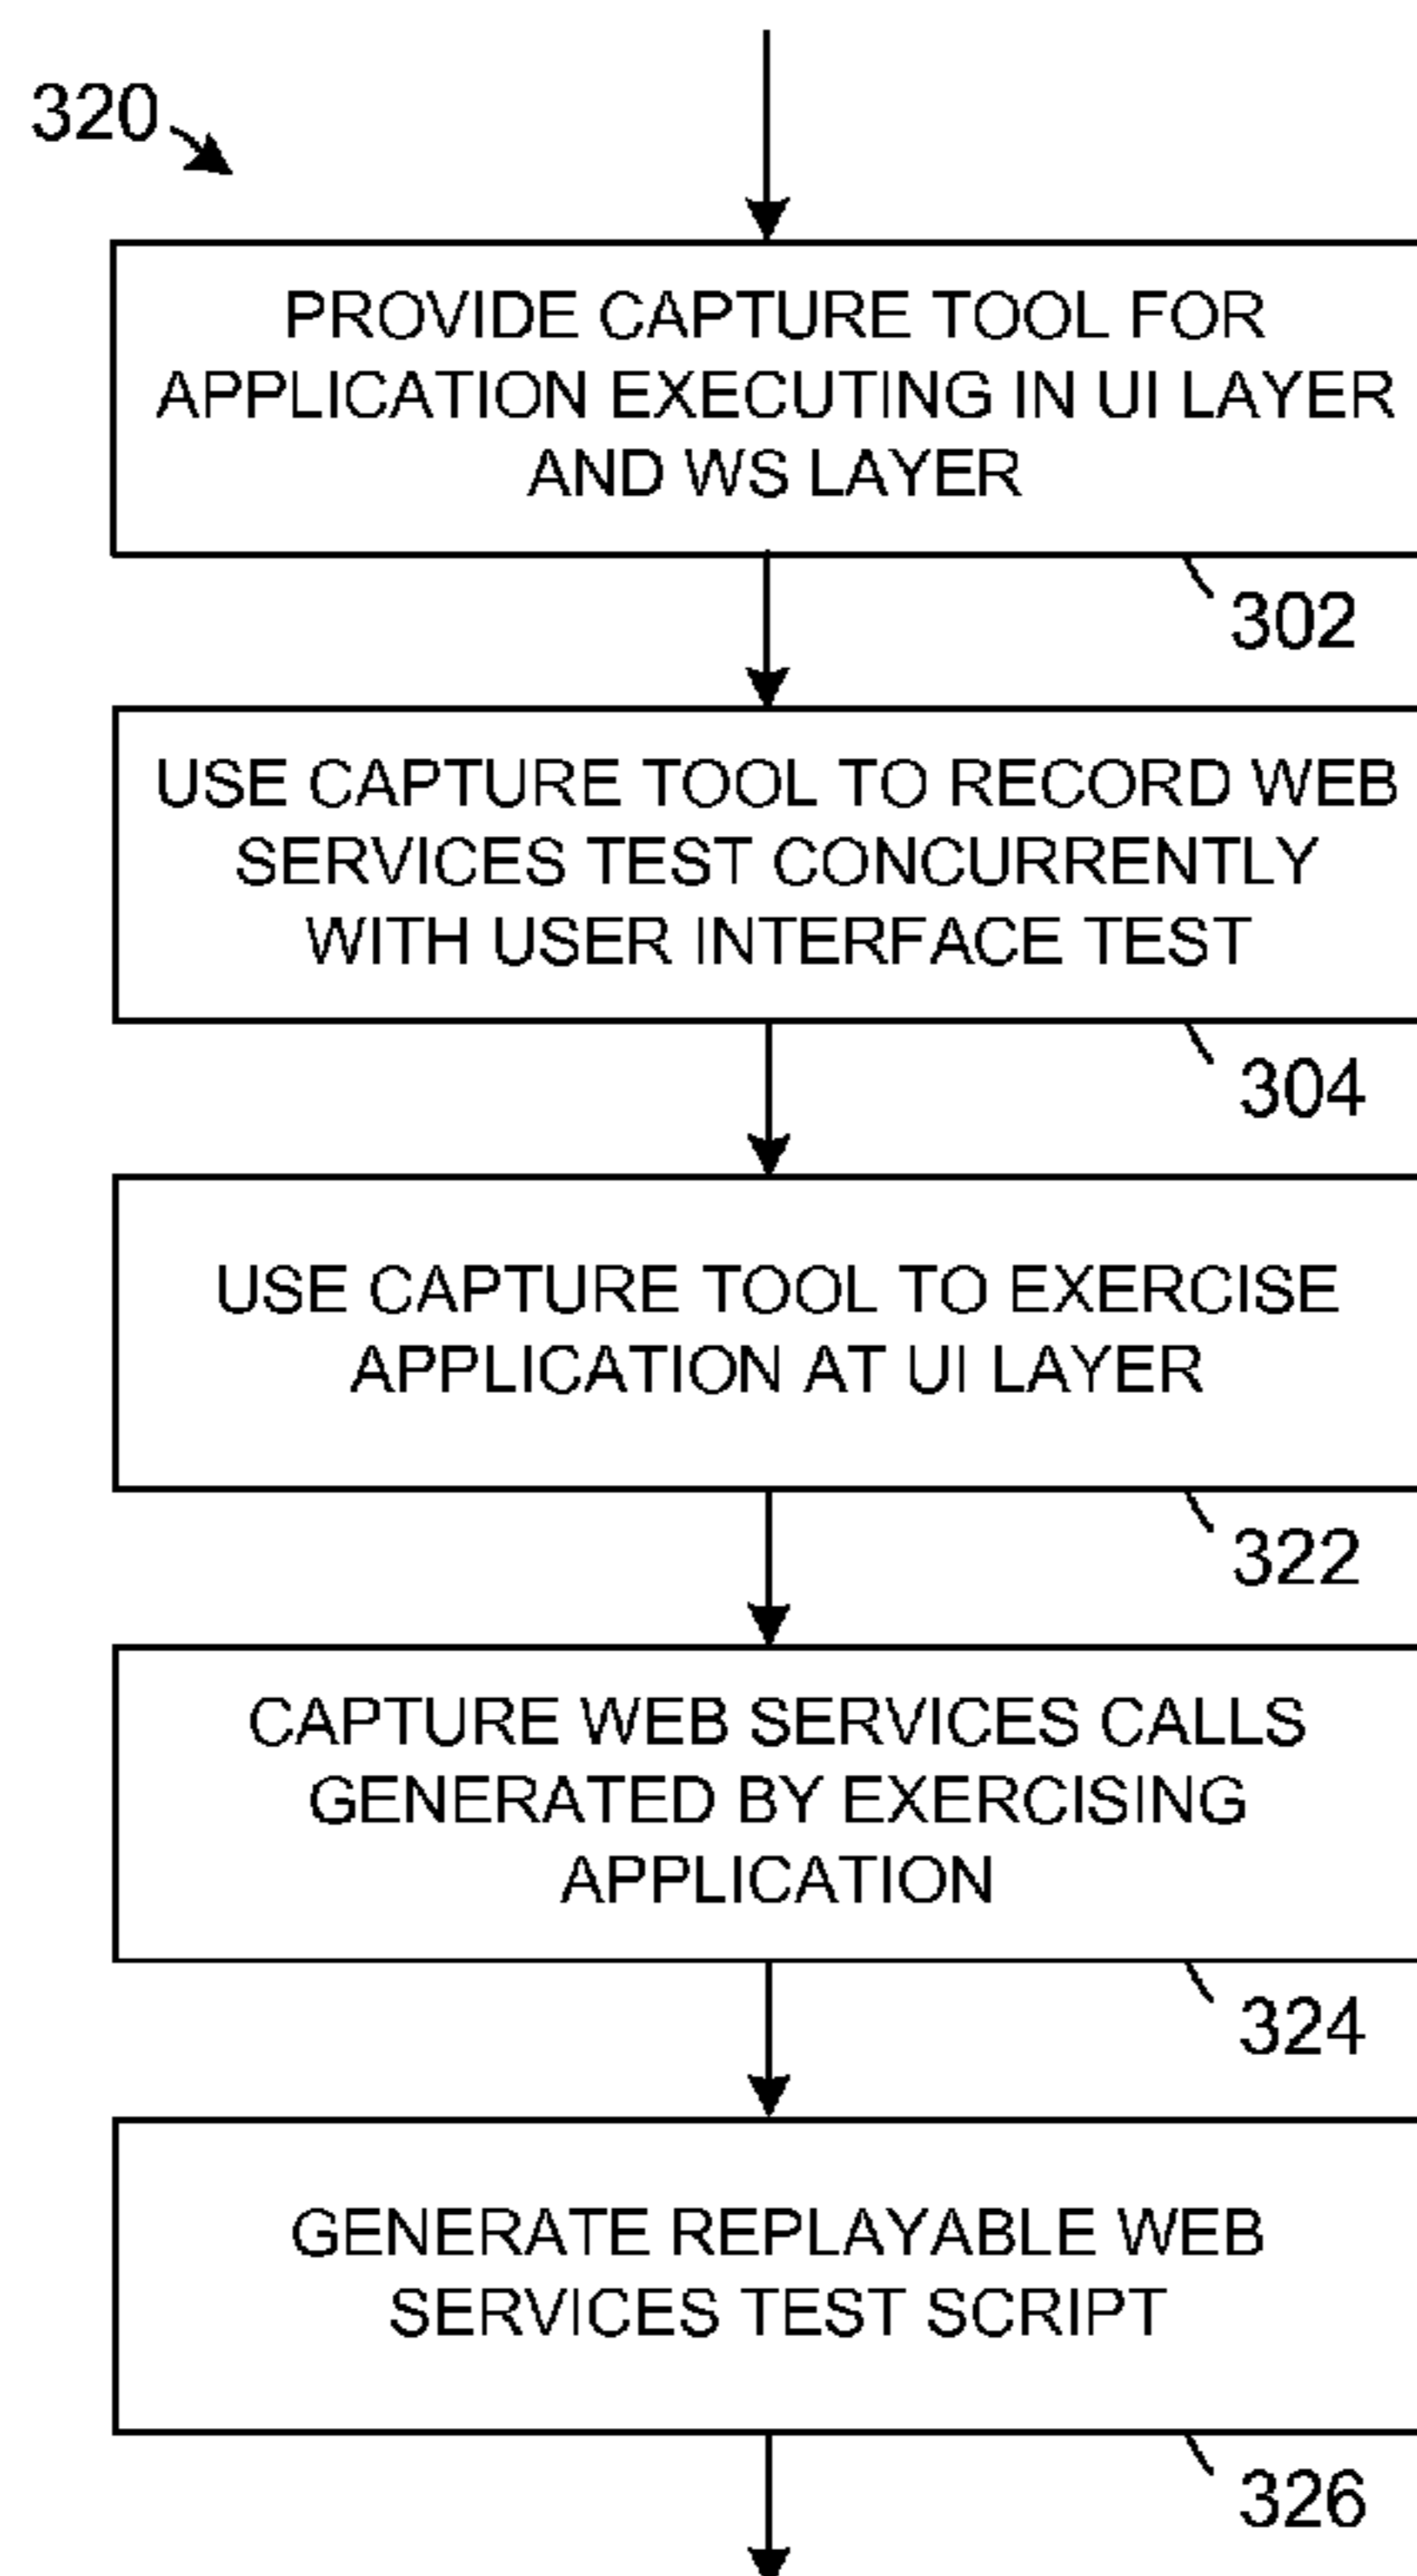 320
PROVIDE CAPTURE TOOL FOR
APPLICATION EXECUTING IN UI LAYER
AND WS LAYER
302
USE CAPTURE TOOL TO RECORD WEB
SERVICES TEST CONCURRENTLY
WITH USER INTERFACE TEST
304
USE CAPTURE TOOL TO EXERCISE
APPLICATION AT UI LAYER
322
CAPTURE WEB SERVICES CALLS
GENERATED BY EXERCISING
APPLICATION
324
GENERATE REPLAYABLE WEB
SERVICES TEST SCRIPT
326